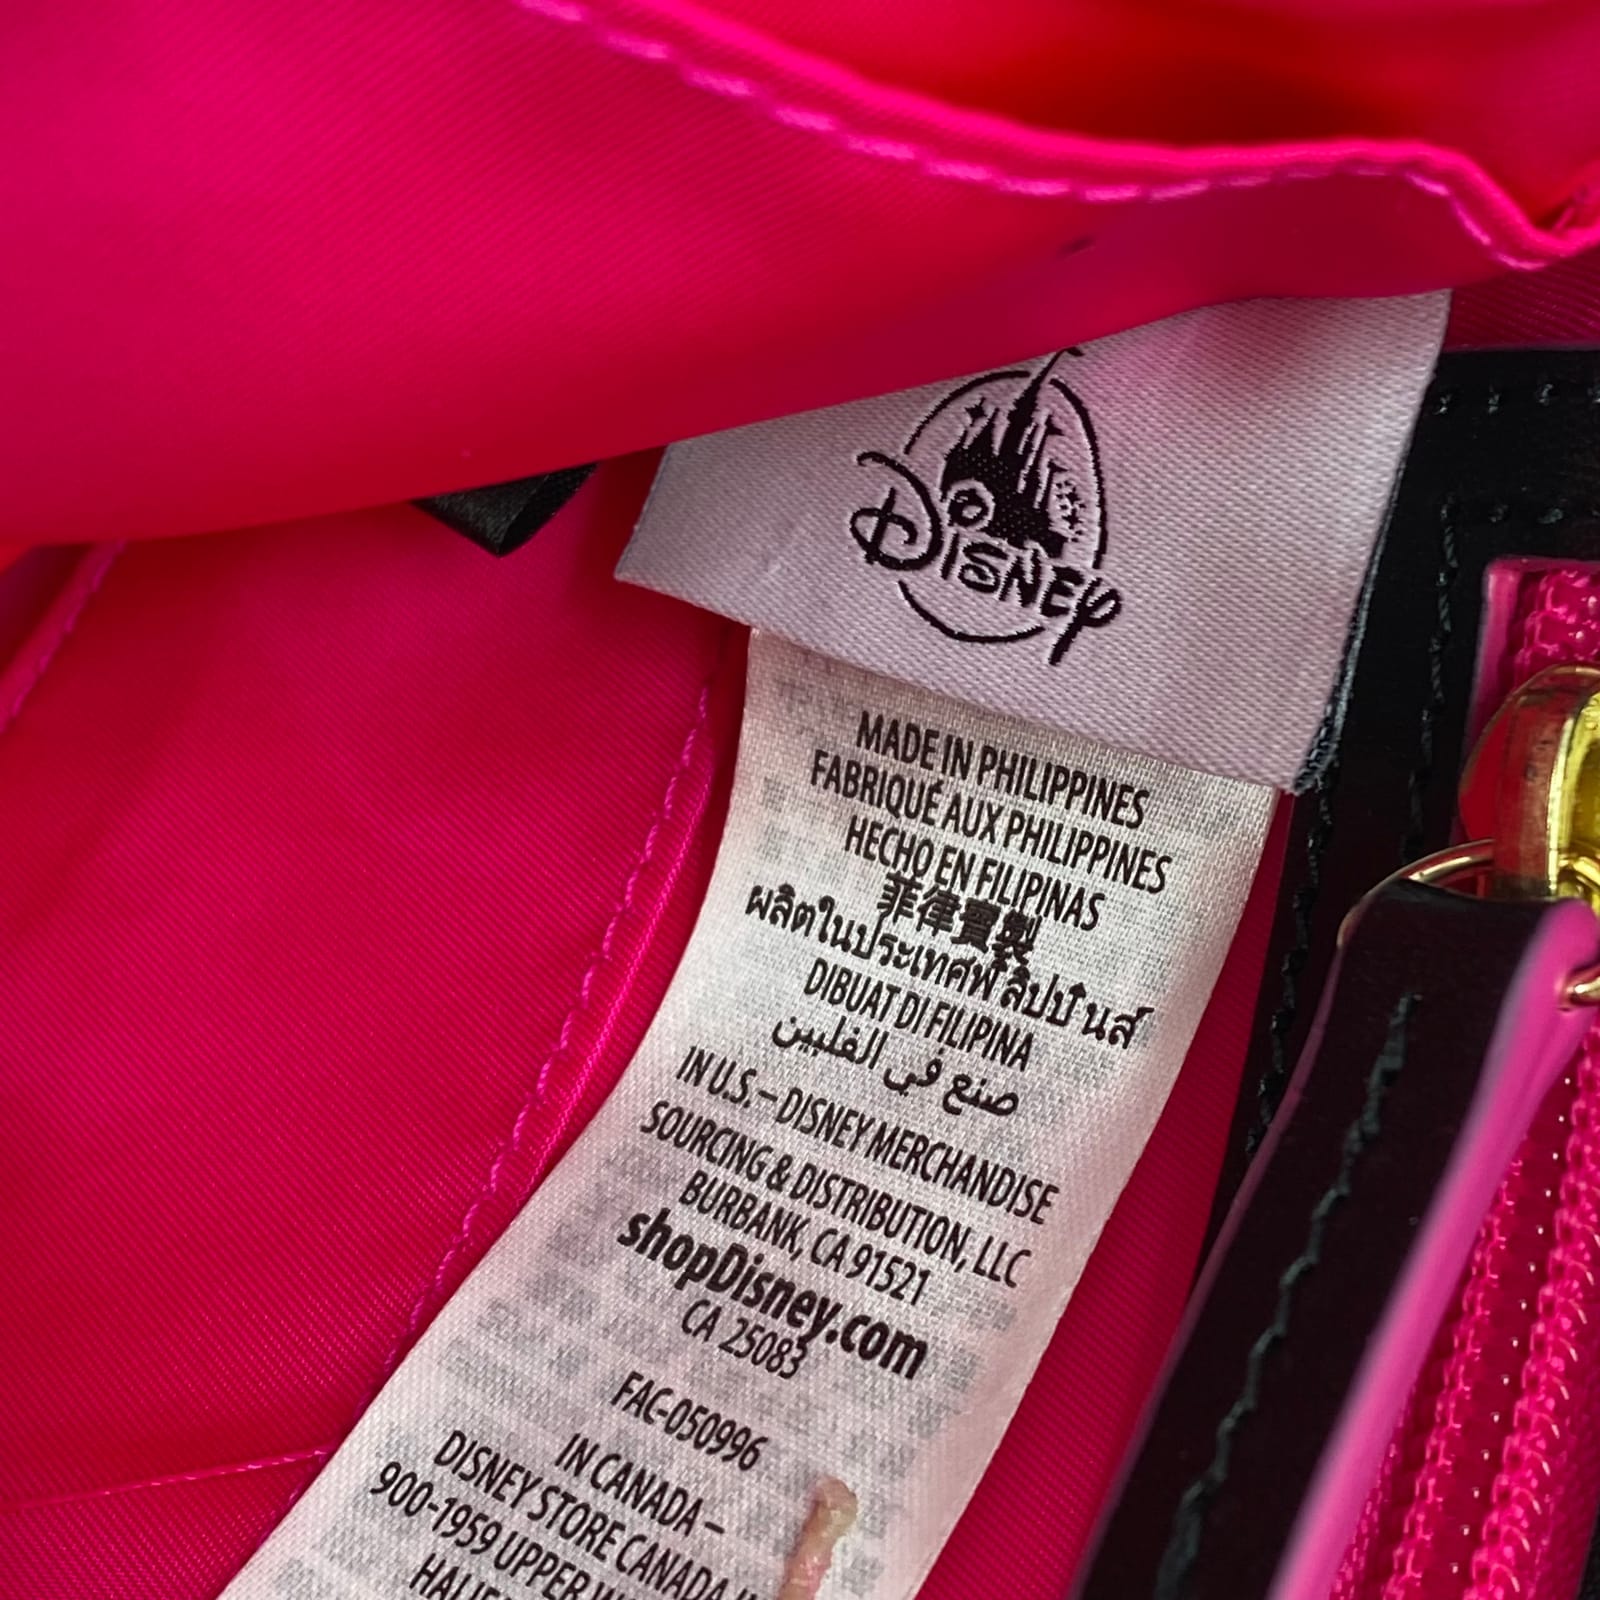 Disney
MADE IN PHILIPPINES
FABRIQUÉ AUX PHILIPPINES
HECHO EN FILIPINAS
菲律賓製
ผลิตในประเทศฟิลิปปินส์
DIBUAT DI FILIPINA
صنع في الفلبين
IN U.S. – DISNEY MERCHANDISE
SOURCING & DISTRIBUTION, LLC
BURBANK, CA 91521
shopDisney.com
CA 25083
FAC-050996
IN CANADA –
DISNEY STORE CANADA
900-1959 UPPER